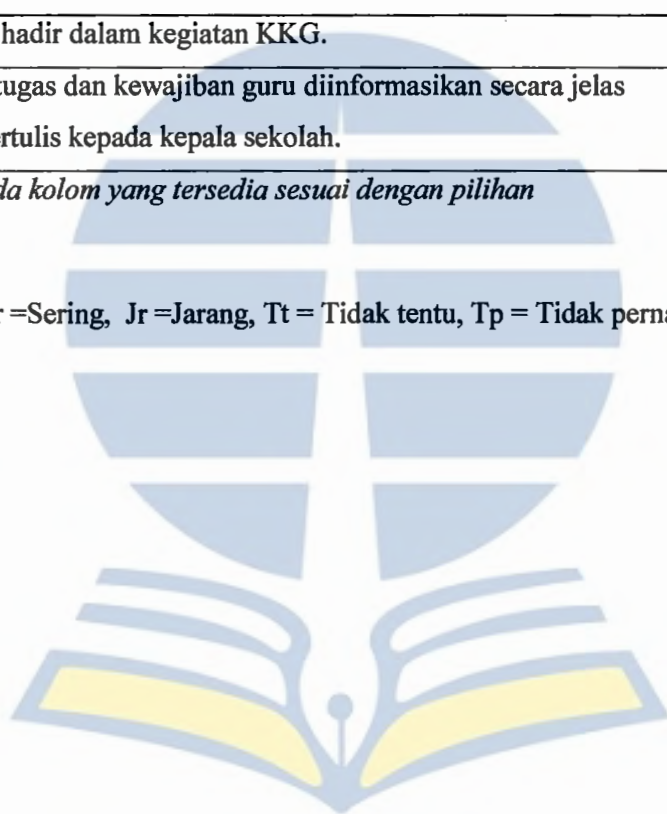 hadir dalam kegiatan KKG.
tugas dan kewajiban guru diinformasikan secara jelas
ertulis kepada kepala sekolah.
da kolom yang tersedia sesuai dengan pilihan
r =Sering, Jr =Jarang, Tt = Tidak tentu, Tp = Tidak perna